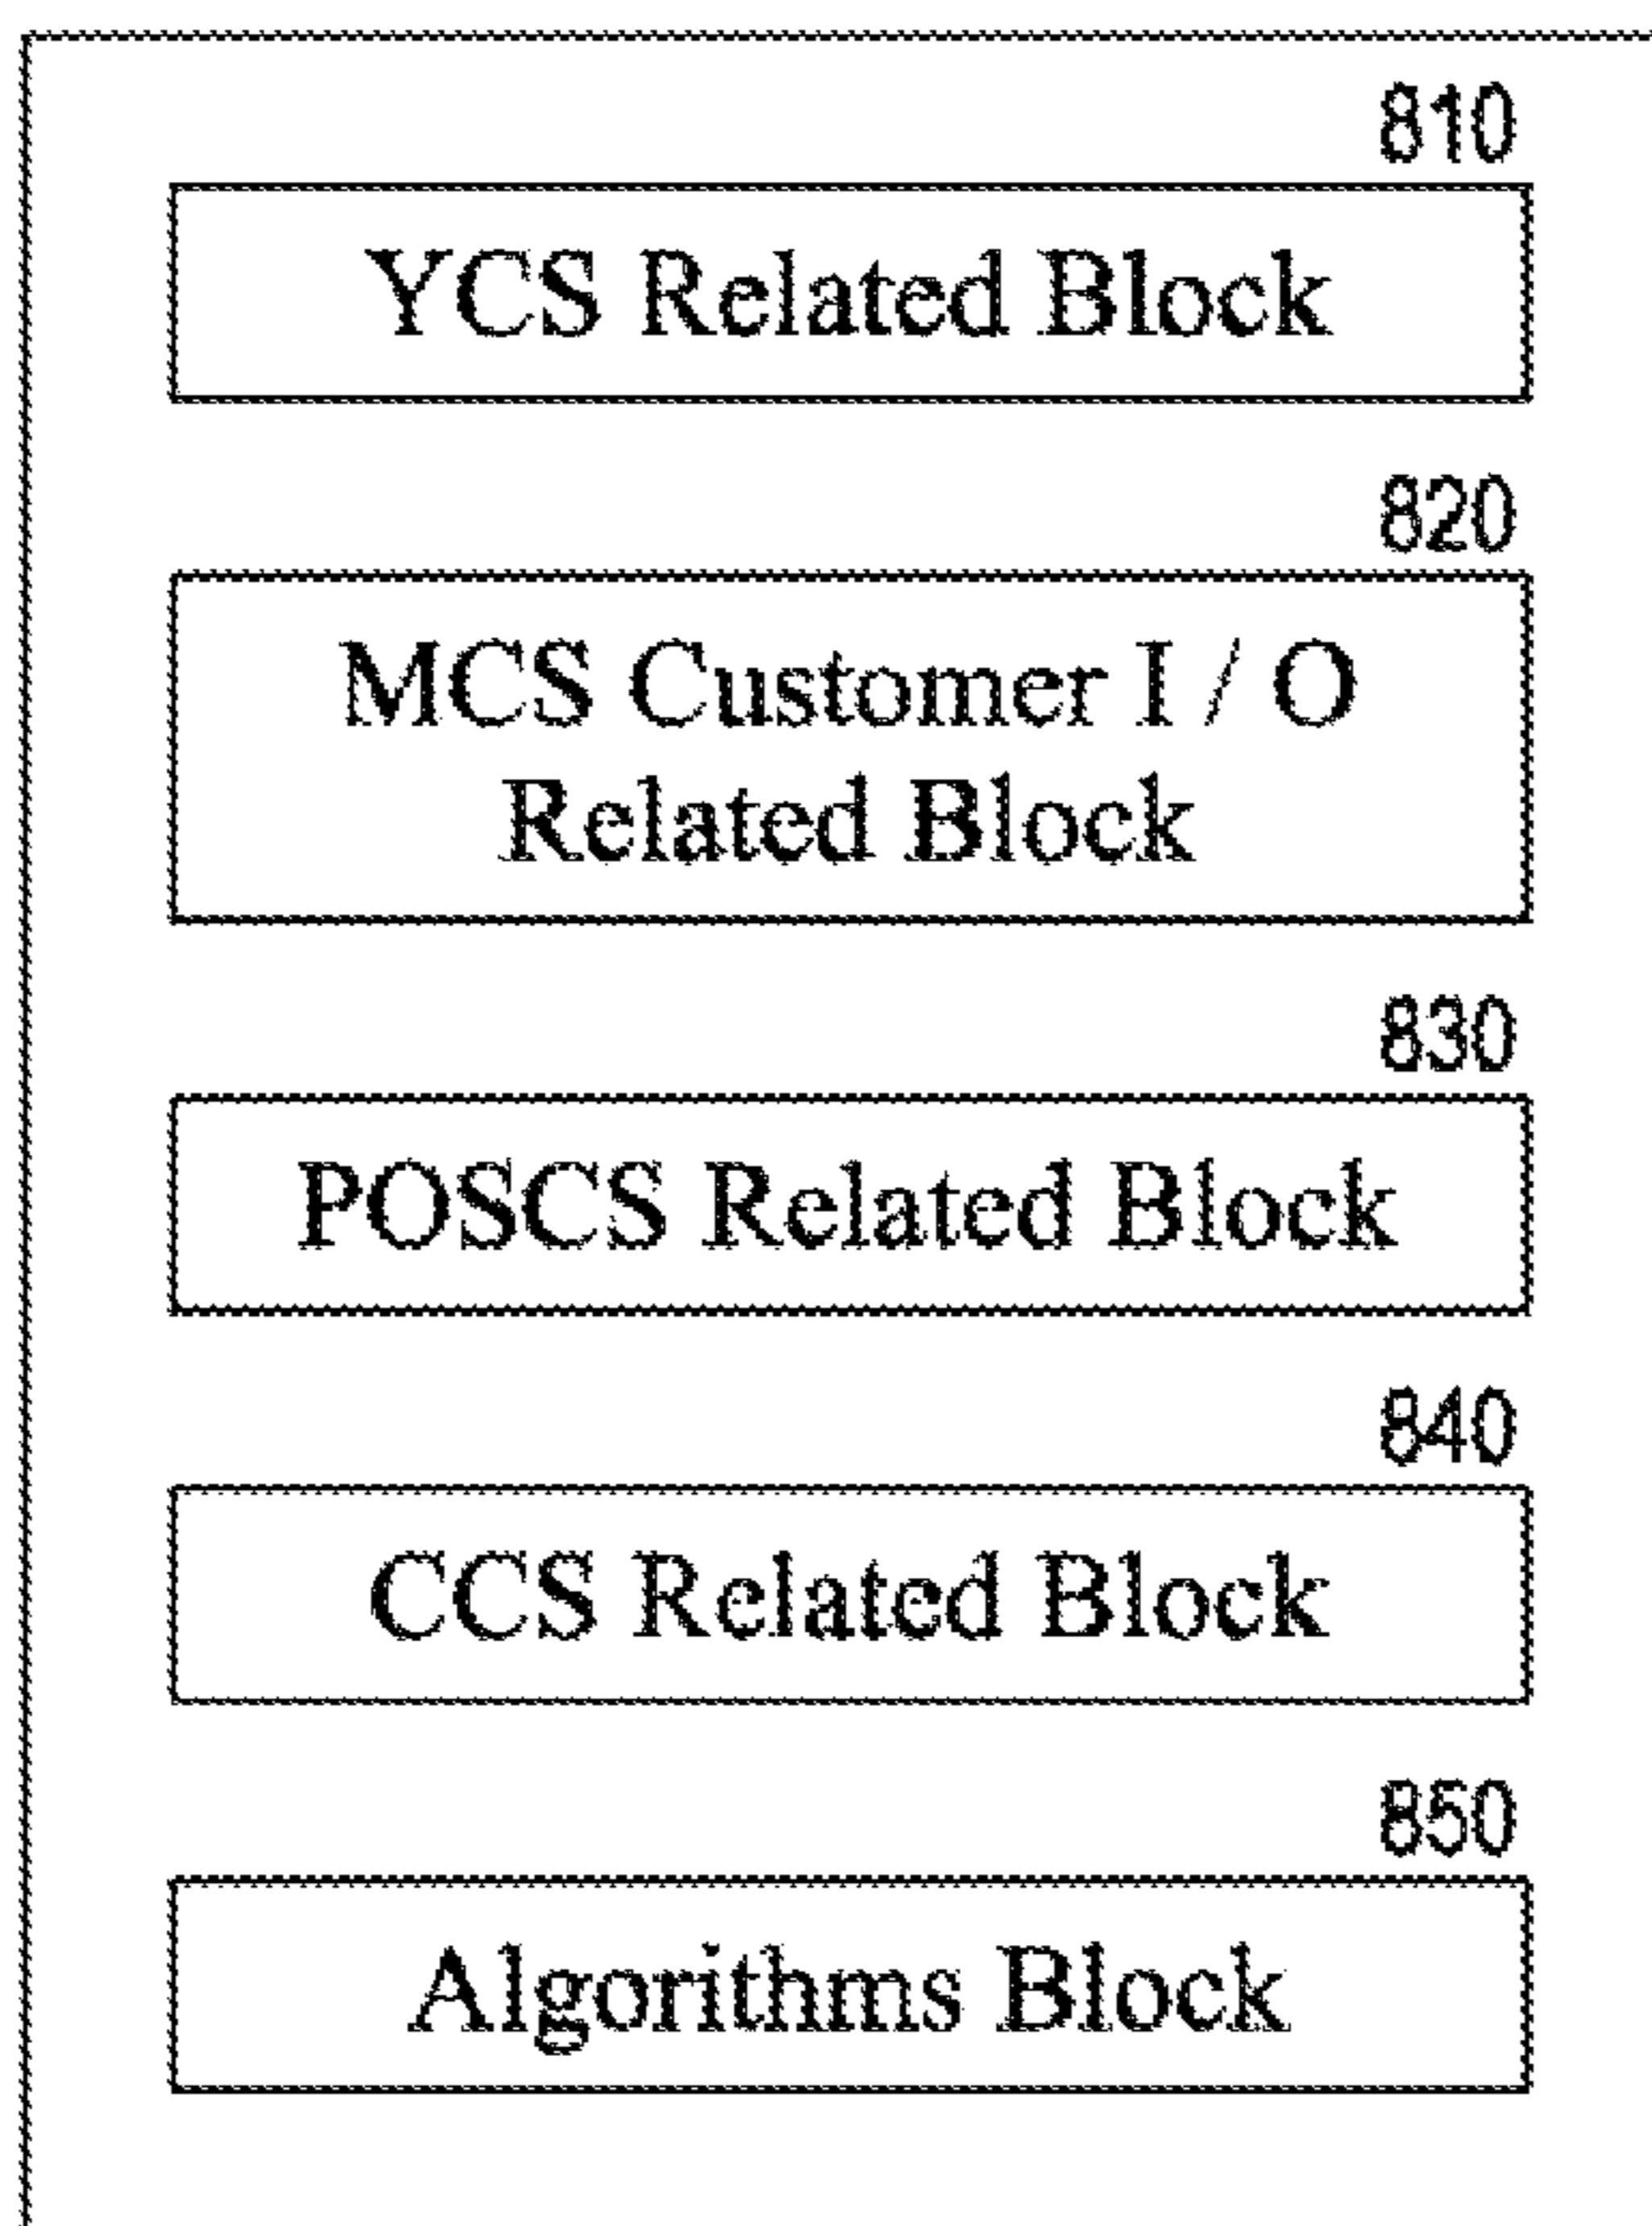 810
YCS Related Block
820
MCS Customer I / O
Related Block
830
POSCS Related Block
840
CCS Related Block
850
Algorithms Block